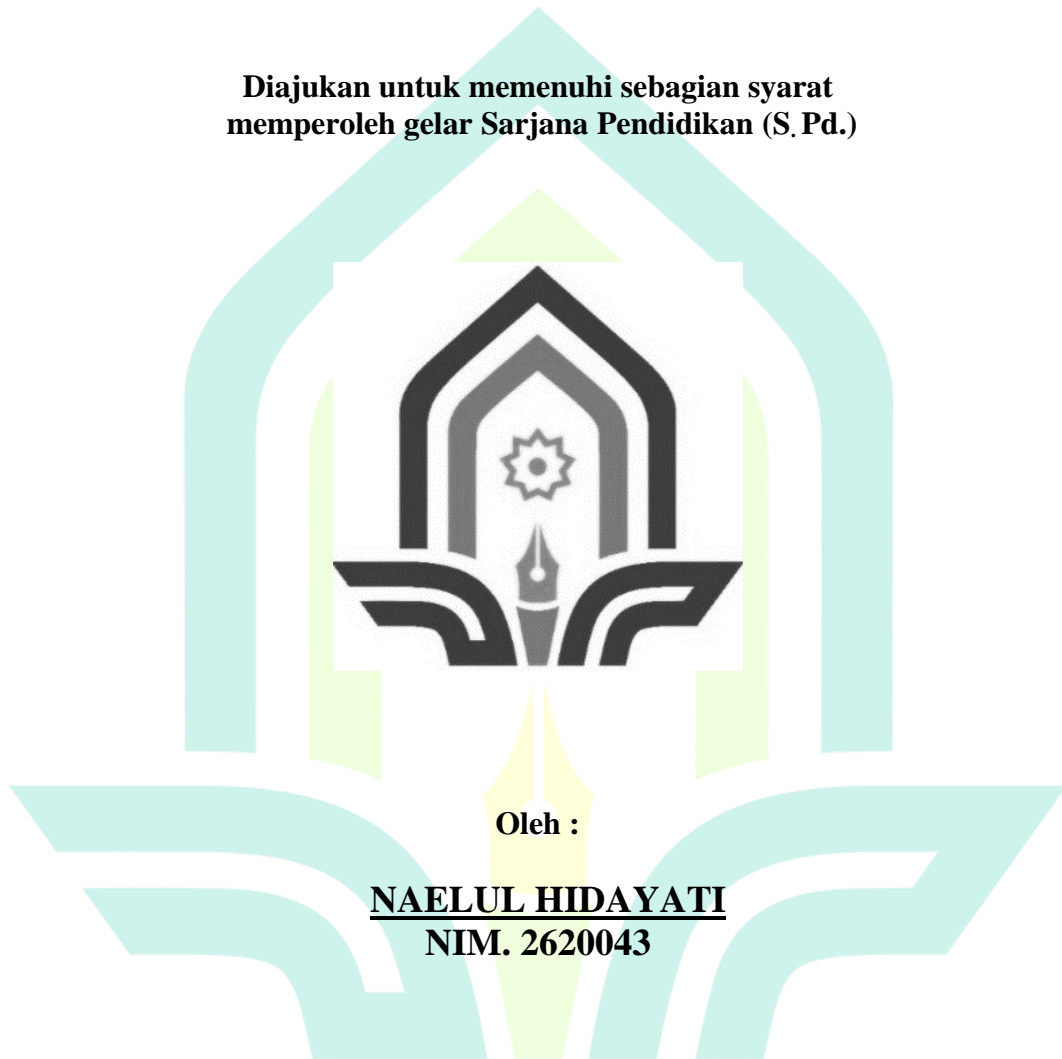 Diajukan untuk memenuhi sebagian syarat
memperoleh gelar Sarjana Pendidikan (S. Pd.)
Oleh :
NAELUL HIDAYATI
NIM. 2620043